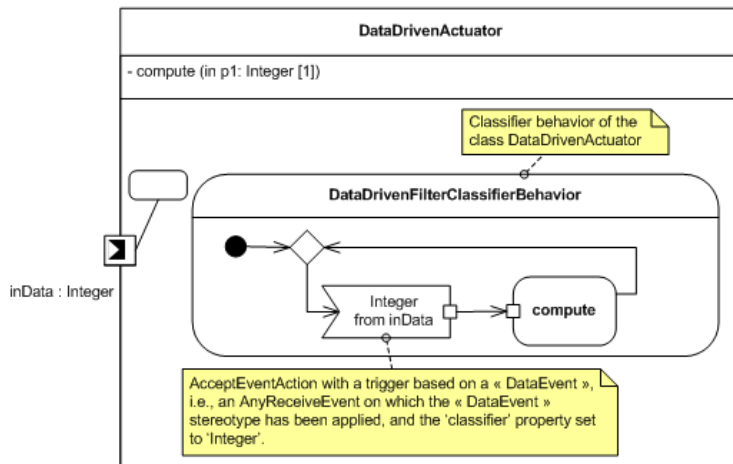 DataDrivenActuator
- compute (in p1: Integer [1])
Classifier behavior of the
class DataDrivenActuator
DataDrivenFilterClassifierBehavior
inData : Integer
Integer
from inData
compute
AcceptEventAction with a trigger based on a « DataEvent »,
i.e., an AnyReceiveEvent on which the « DataEvent »
stereotype has been applied, and the ‘classifier’ property set
to ‘Integer’.